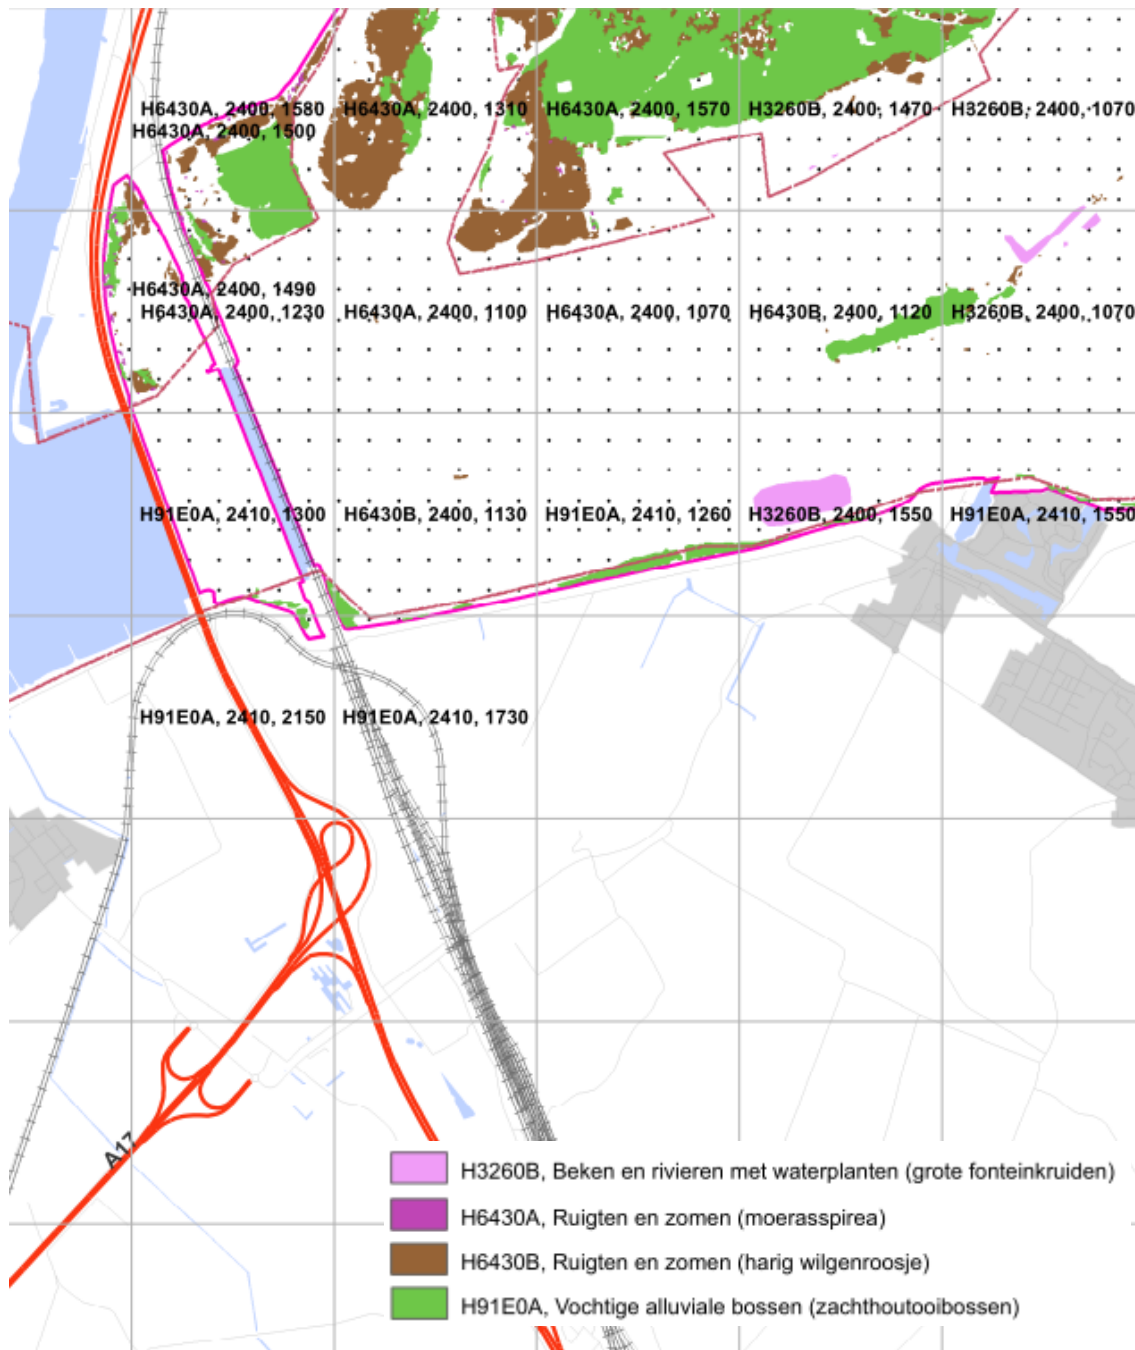 H6430A, 2400, 1580 H6430A, 2400, 1310 H6430A, 2400, 1570 H3260B, 2400, 1470 H3260B, 2400, 1070
H6430A, 2400, 1500
H6430A, 2400, 1490
H6430A, 2400, 1230 H6430A, 2400, 1100 H6430A, 2400, 1070 H6430B, 2400, 1120 H3260B, 2400, 1070
H91E0A, 2410, 1300 H6430B, 2400, 1130 H91E0A, 2410, 1260 H3260B, 2400, 1550 H91E0A, 2410, 1550
H91E0A, 2410, 2150 H91E0A, 2410, 1730
A17
H3260B, Beken en rivieren met waterplanten (grote fonteinkruiden)
H6430A, Ruigten en zomen (moerasspirea)
H6430B, Ruigten en zomen (harig wilgenroosje)
H91E0A, Vochtige alluviale bossen (zachthoutooibossen)